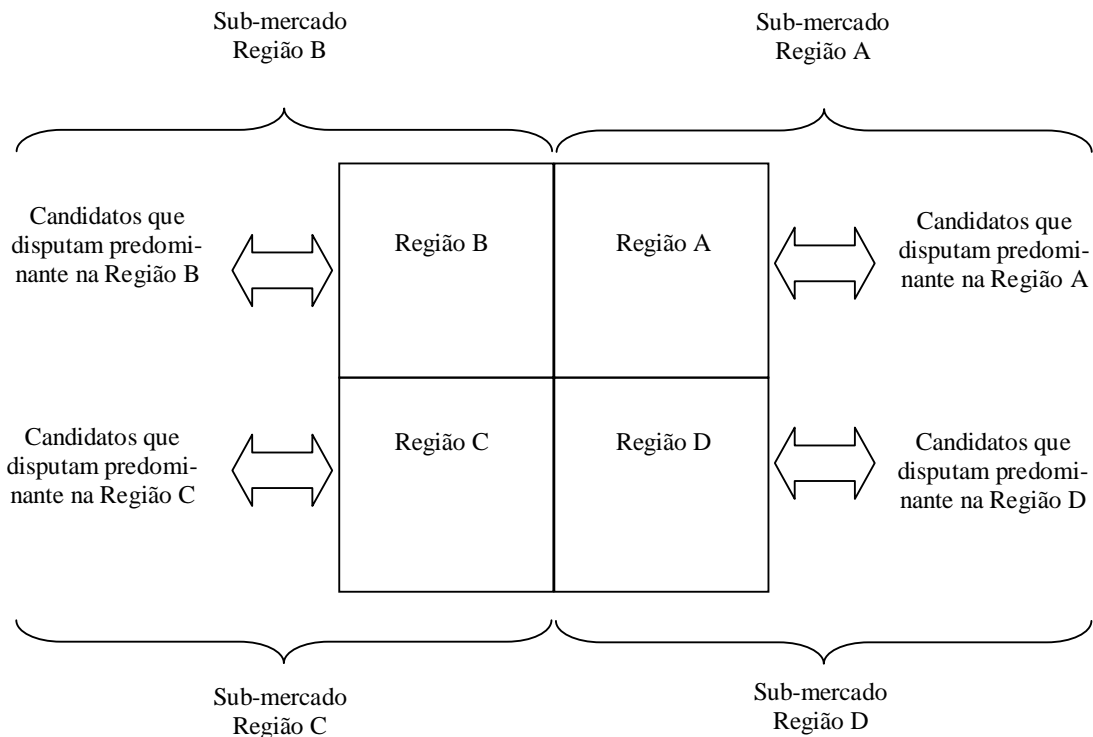 Sub-mercado
Região B
Sub-mercado
Região A
Candidatos que
disputam predomi-
nante na Região B
Região B
Região A
Candidatos que
disputam predomi-
nante na Região A
Candidatos que
disputam predomi-
nante na Região C
Região C
Região D
Candidatos que
disputam predomi-
nante na Região D
Sub-mercado
Região C
Sub-mercado
Região D